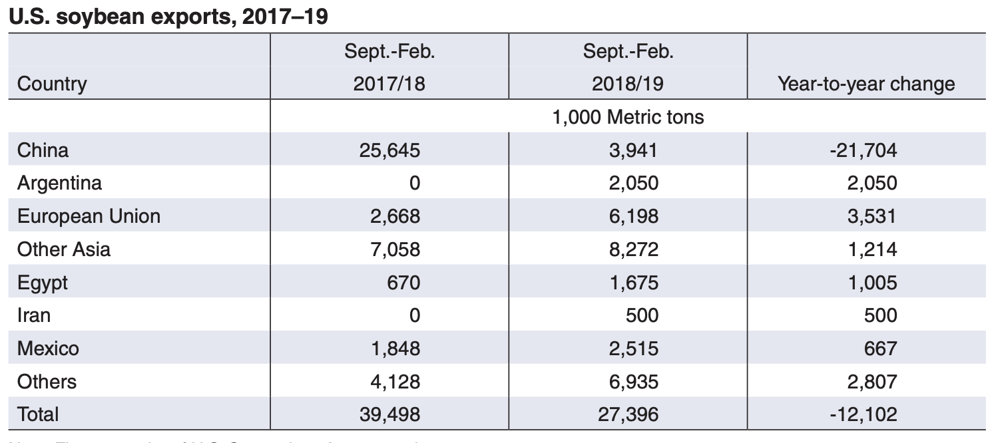 U.S. soybean exports, 2017–19
Sept.-Feb. Sept.-Feb.
Country 2017/18 2018/19 Year-to-year change
1,000 Metric tons
China 25,645 3,941 -21,704
Argentina 0 2,050 2,050
European Union 2,668 6,198 3,531
Other Asia 7,058 8,272 1,214
Egypt 670 1,675 1,005
Iran 0 500 500
Mexico 1,848 2,515 667
Others 4,128 6,935 2,807
Total 39,498 27,396 -12,102